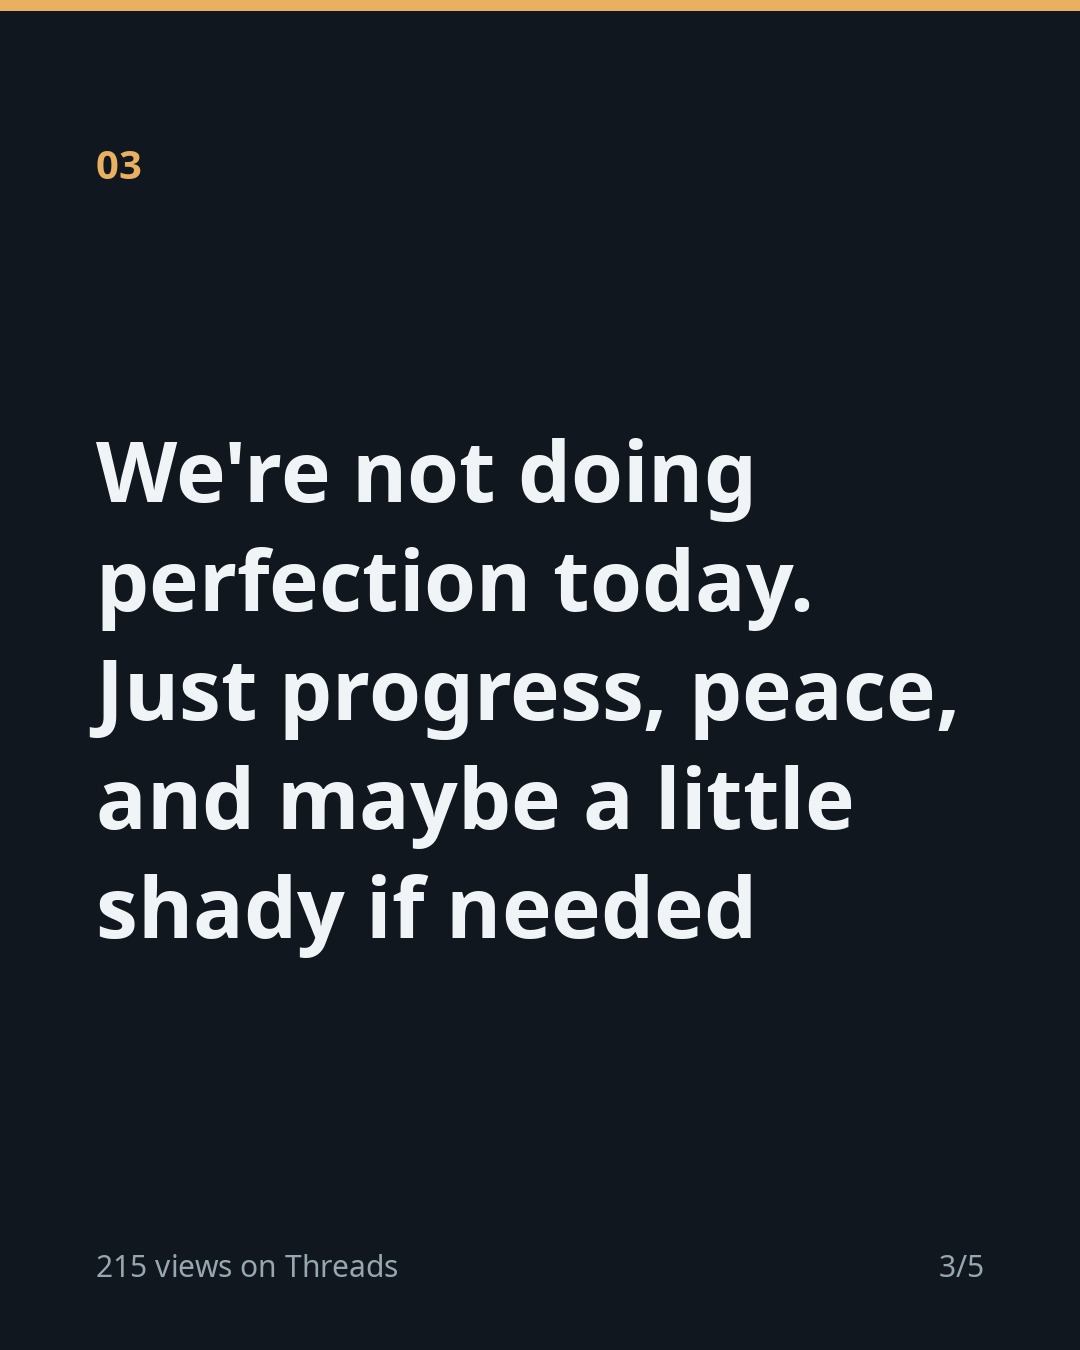 03
We're not doing
perfection today.
Just progress, peace,
and maybe a little
shady if needed
215 views on Threads
3/5